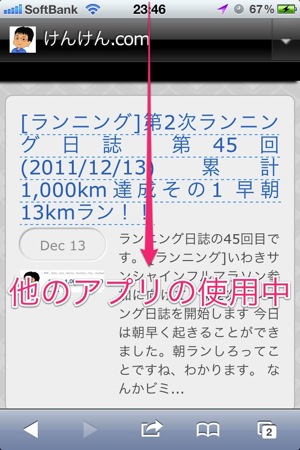 SoftBank 23:46 67%
けんけん.com
[ランニング]第2次ランニン
グ日誌 第45回
(2011/12/13) 累計
1,000km達成その1 早朝
13kmラン！！
Dec 13
ランニング日誌の45回目で
す。[ランニング]いわきサ
ンシャインフルマラソン参
他のアプリの使用中
ング日誌を開始します 今日
は朝早く起きることができ
ました。朝ランしろってこ
とですね、わかります。 な
んかビミ...
2